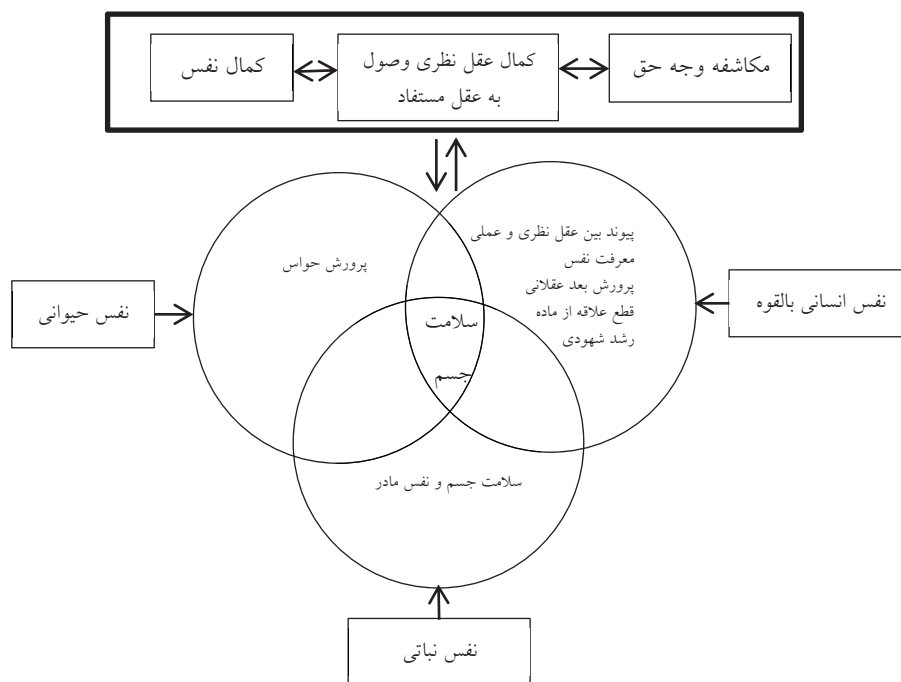 مکاشفه وجه حق
کمال عقل نظری وصول
به عقل مستفاد
کمال نفس
پیوند بین عقل نظری و عملی
معرفت نفس
پرورش بعد عقلانی
قطع علاقه از ماده
رشد شهودی
پرورش حواس
نفس انسانی بالقوه
نفس حیوانی
سلامت
جسم
سلامت جسم و نفس مادر
نفس نباتی